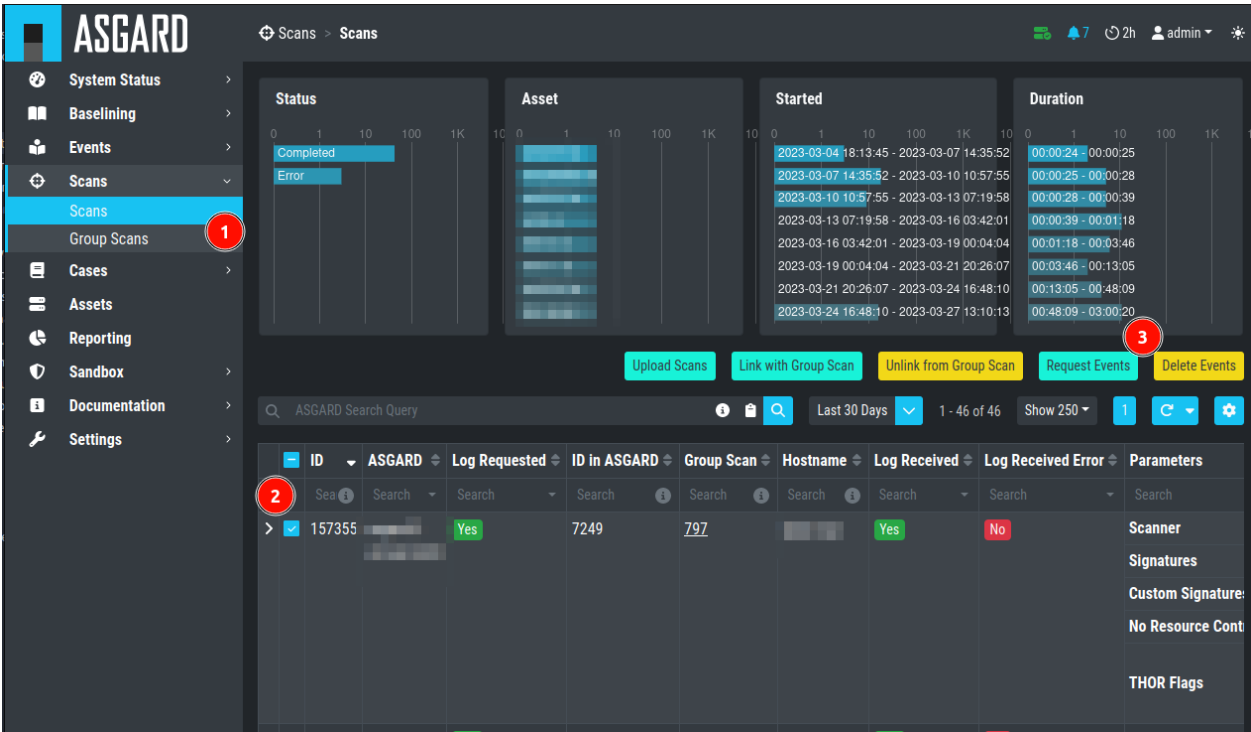 ASGARD
Scans > Scans
7
2h
admin
System Status
Baselining
Events
Scans
Scans
Group Scans
1
Cases
Assets
Reporting
Sandbox
Documentation
Settings
Status
0 1 10 100 1K 10
Completed
Error
Asset
0 1 10 100 1K 10
Started
0 1 10 100 1K 10
2023-03-04 18:13:45 - 2023-03-07 14:35:52
2023-03-07 14:35:52 - 2023-03-10 10:57:55
2023-03-10 10:57:55 - 2023-03-13 07:19:58
2023-03-13 07:19:58 - 2023-03-16 03:42:01
2023-03-16 03:42:01 - 2023-03-19 00:04:04
2023-03-19 00:04:04 - 2023-03-21 20:26:07
2023-03-21 20:26:07 - 2023-03-24 16:48:10
2023-03-24 16:48:10 - 2023-03-27 13:10:13
Duration
0 1 10 100 1K
00:00:24 - 00:00:25
00:00:25 - 00:00:28
00:00:28 - 00:00:39
00:00:39 - 00:01:18
00:01:18 - 00:03:46
00:03:46 - 00:13:05
00:13:05 - 00:48:09
00:48:09 - 03:00:20
3
Upload Scans Link with Group Scan Unlink from Group Scan Request Events Delete Events
ASGARD Search Query Last 30 Days 1 - 46 of 46 Show 250 1
ID ASGARD Log Requested ID in ASGARD Group Scan Hostname Log Received Log Received Error Parameters
2 Sea Search Search Search Search Search Search Search Search
157355 Yes 7249 797 Yes No Scanner
Signatures
Custom Signatures
No Resource Cont
THOR Flags